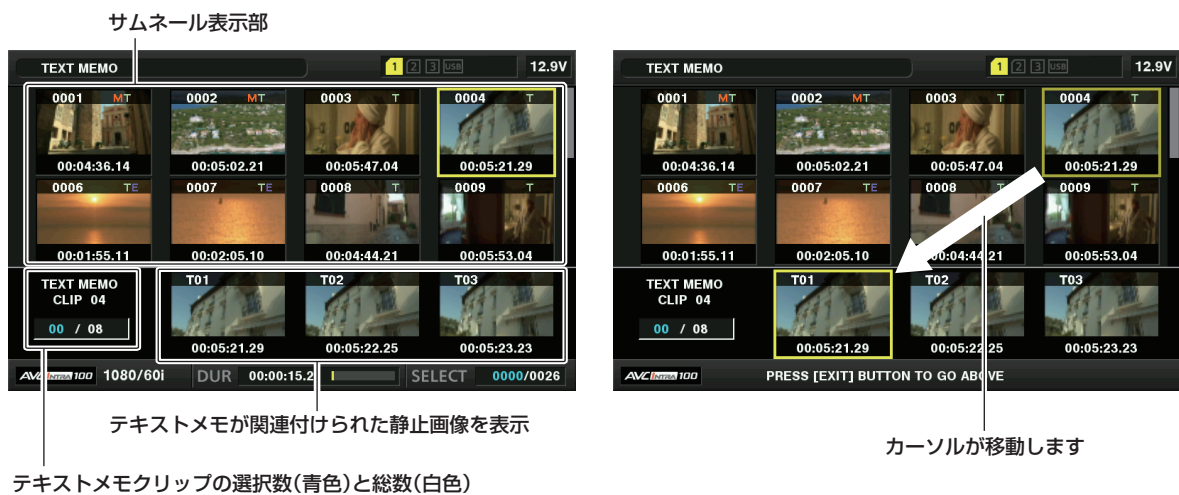 サムネール表示部
TEXT MEMO 1 2 3 USB 12.9V
0001 MT 0002 MT 0003 T 0004 T
00:04:36.14 00:05:02.21 00:05:47.04 00:05:21.29
0006 TE 0007 TE 0008 T 0009 T
00:01:55.11 00:02:05.10 00:04:44.21 00:05:53.04
TEXT MEMO
CLIP 04
00 / 08
T01 T02 T03
00:05:21.29 00:05:22.25 00:05:23.23
AVC INTRA 100 1080/60i DUR 00:00:15.2 SELECT 0000/0026
テキストメモが関連付けられた静止画像を表示
テキストメモクリップの選択数(青色)と総数(白色)
TEXT MEMO 1 2 3 USB 12.9V
0001 MT 0002 MT 0003 T 0004 T
00:04:36.14 00:05:02.21 00:05:47.04 00:05:21.29
0006 TE 0007 TE 0008 T 0009 T
00:01:55.11 00:02:05.10 00:04:44.21 00:05:53.04
TEXT MEMO
CLIP 04
00 / 08
T01 T02 T03
00:05:21.29 00:05:22.25 00:05:23.23
AVC INTRA 100 PRESS [EXIT] BUTTON TO GO ABOVE
カーソルが移動します